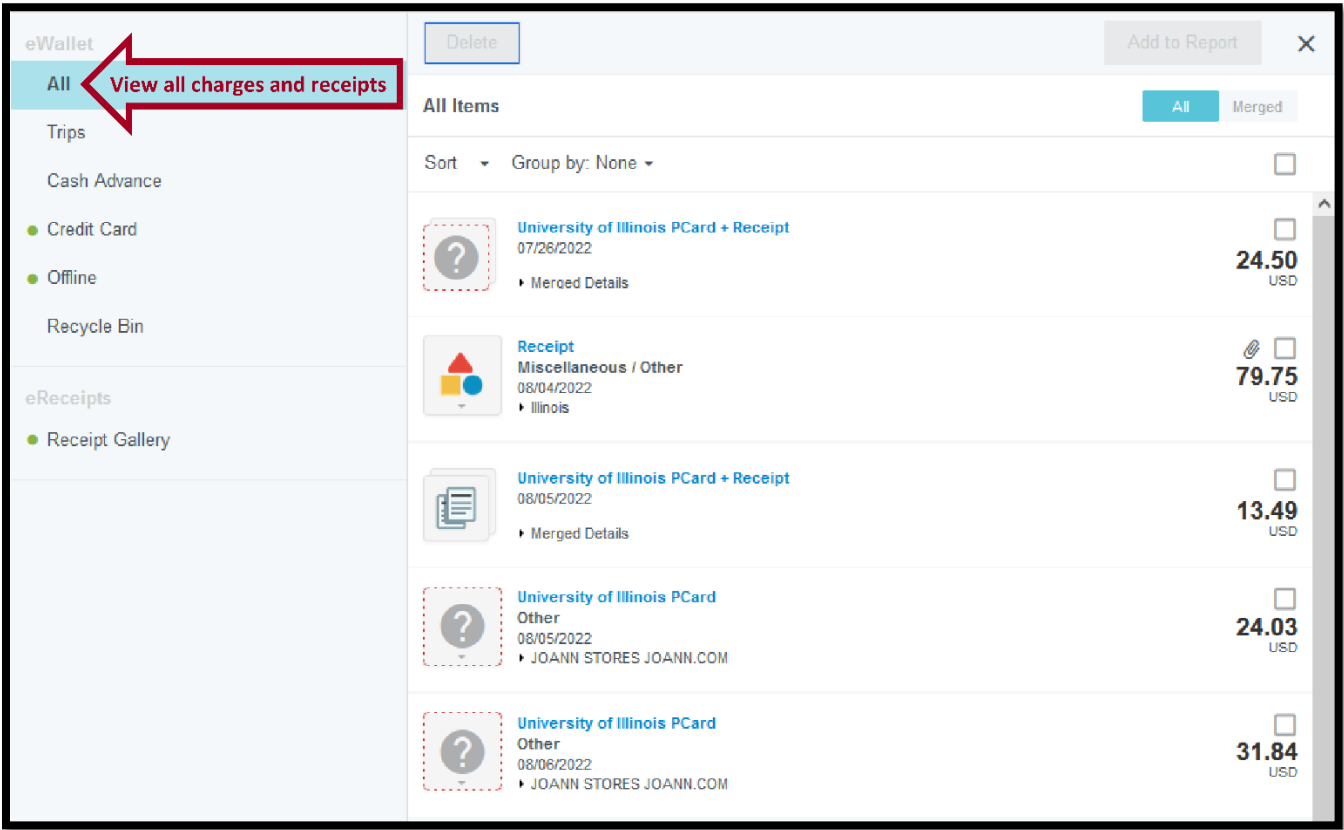 eWallet
All
View all charges and receipts
Trips
Cash Advance
Credit Card
Offline
Recycle Bin
eReceipts
Receipt Gallery
Delete
Add to Report
All Items
All Merged
Sort Group by: None
University of Illinois PCard + Receipt
07/26/2022
Merged Details
24.50
USD
Receipt
Miscellaneous / Other
08/04/2022
Illinois
79.75
USD
University of Illinois PCard + Receipt
08/05/2022
Merged Details
13.49
USD
University of Illinois PCard
Other
08/05/2022
JOANN STORES JOANN.COM
24.03
USD
University of Illinois PCard
Other
08/06/2022
JOANN STORES JOANN.COM
31.84
USD